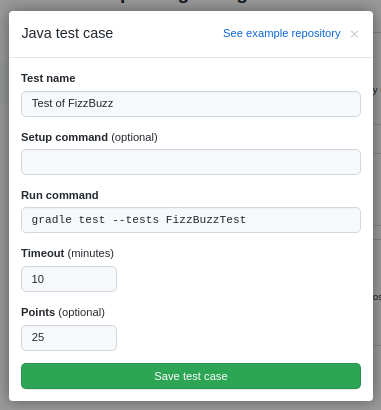 Java test case
See example repository ×
Test name
Test of FizzBuzz
Setup command (optional)
Run command
gradle test --tests FizzBuzzTest
Timeout (minutes)
10
Points (optional)
25
Save test case